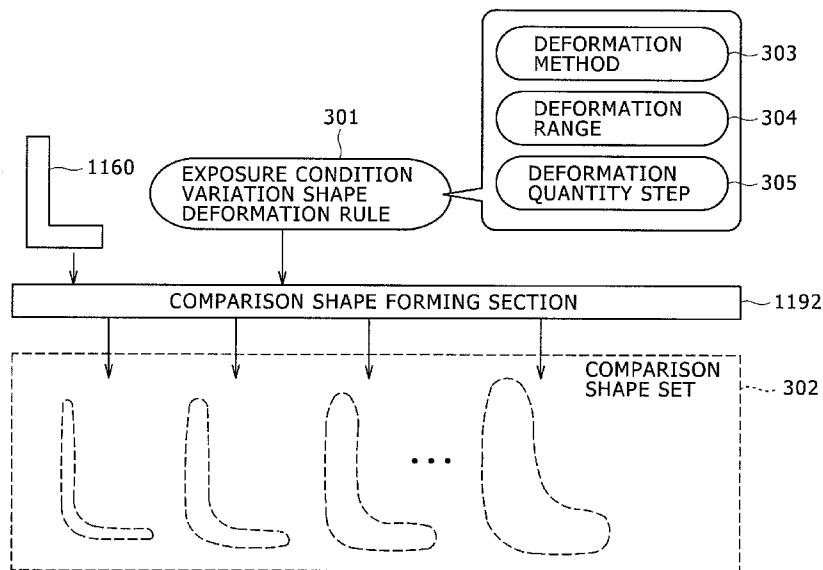 DEFORMATION
METHOD
303
DEFORMATION
RANGE
304
DEFORMATION
QUANTITY STEP
305
301
1160
EXPOSURE CONDITION
VARIATION SHAPE
DEFORMATION RULE
COMPARISON SHAPE FORMING SECTION
1192
COMPARISON
SHAPE SET
302